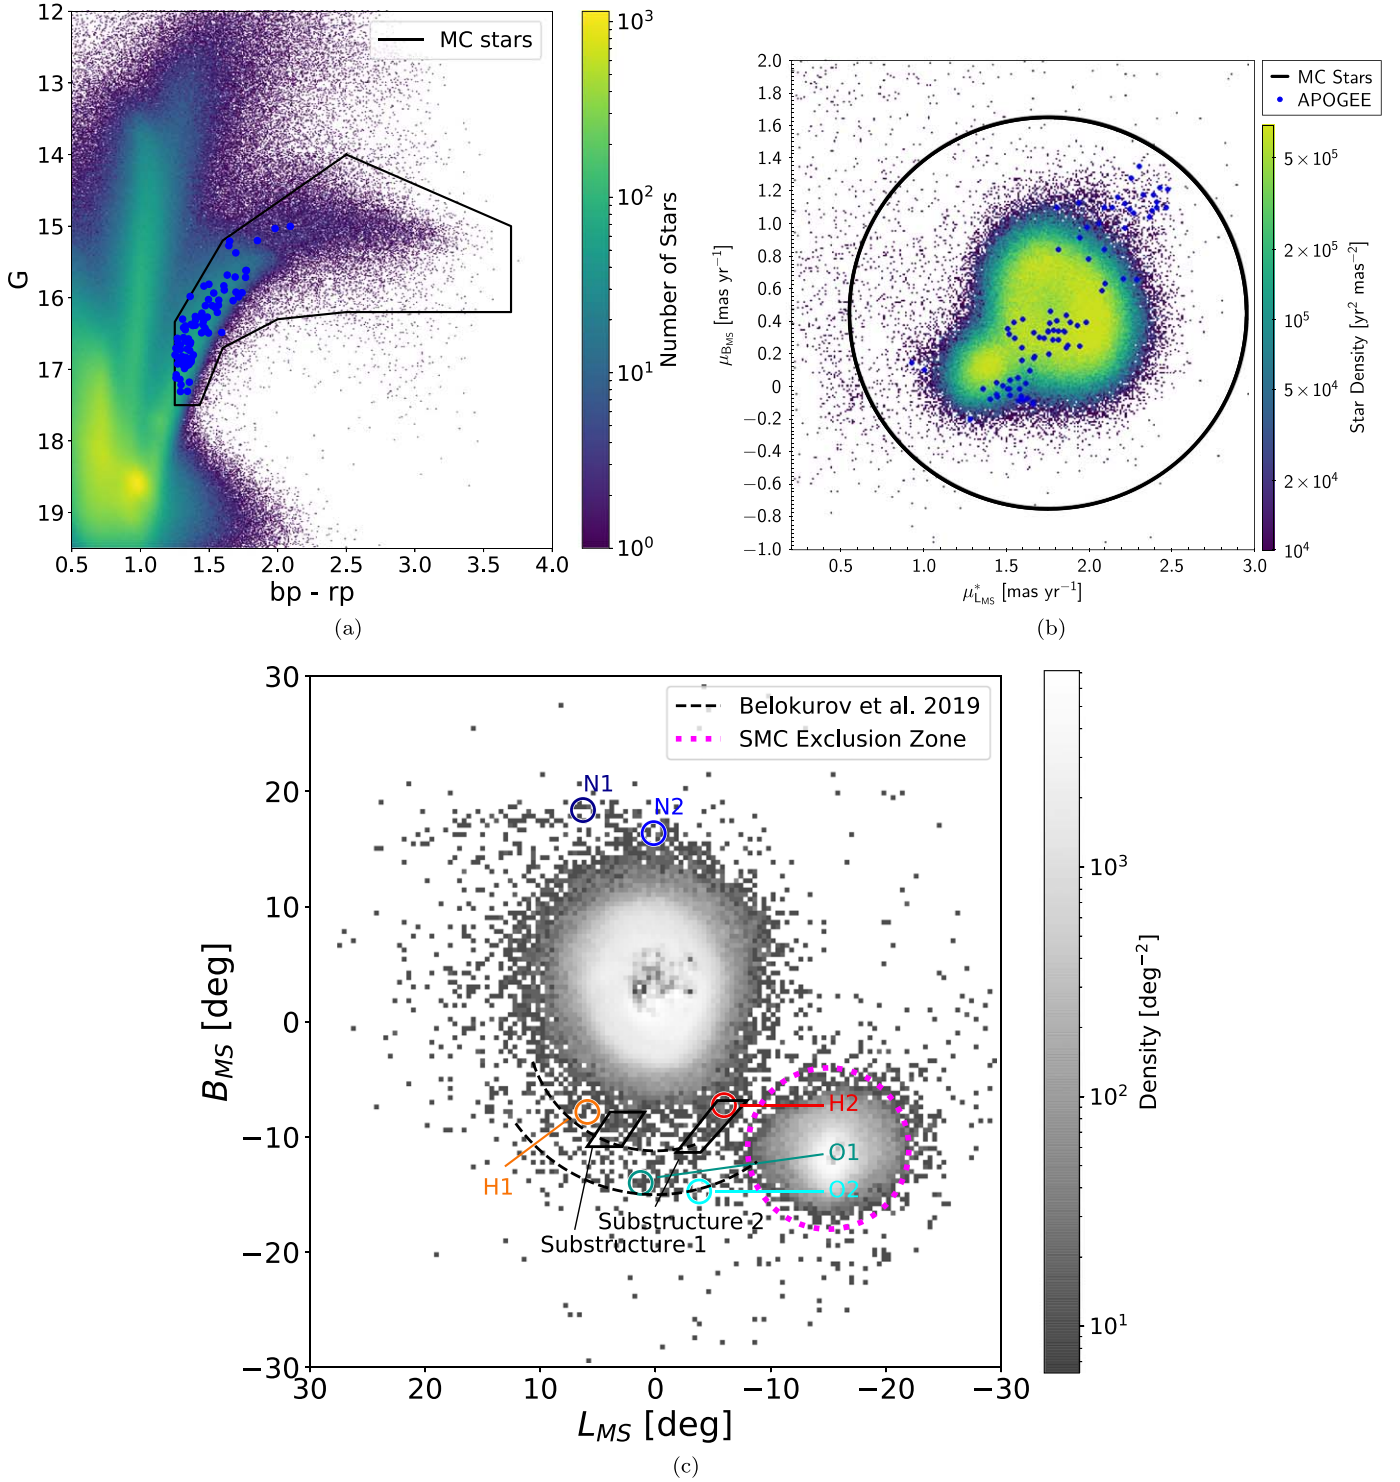 12
13
14
15
16
17
18
19
G
0.5 1.0 1.5 2.0 2.5 3.0 3.5 4.0
bp - rp
MC stars
10³
10²
10¹
10⁰
Number of Stars
(a)
2.0
1.8
1.6
1.4
1.2
1.0
0.8
0.6
0.4
0.2
0
−0.2
−0.4
−0.6
−0.8
−1.0
μ_B_MS [mas yr⁻¹]
0.5 1.0 1.5 2.0 2.5 3.0
μ*_L_MS [mas yr⁻¹]
MC Stars
APOGEE
5 × 10⁵
2 × 10⁵
10⁵
5 × 10⁴
2 × 10⁴
10⁴
Star Density [yr² mas⁻²]
(b)
30
20
10
0
−10
−20
−30
B_MS [deg]
30 20 10 0 −10 −20 −30
L_MS [deg]
Belokurov et al. 2019
SMC Exclusion Zone
N1
N2
H2
O1
O2
H1
Substructure 2
Substructure 1
10³
10²
10¹
Density [deg⁻²]
(c)